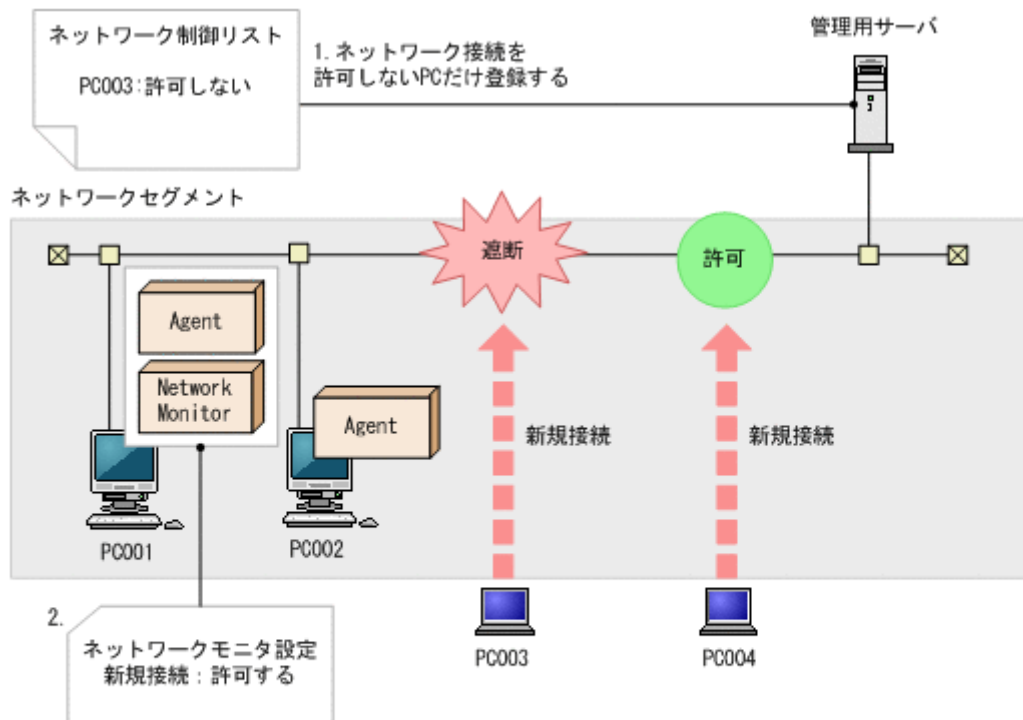 ネットワーク制御リスト
PC003:許可しない
1.ネットワーク接続を
許可しないPCだけ登録する
管理用サーバ
ネットワークセグメント
遮断
許可
Agent
Network
Monitor
Agent
新規接続
新規接続
PC001
PC002
PC003
PC004
2.
ネットワークモニタ設定
新規接続：許可する